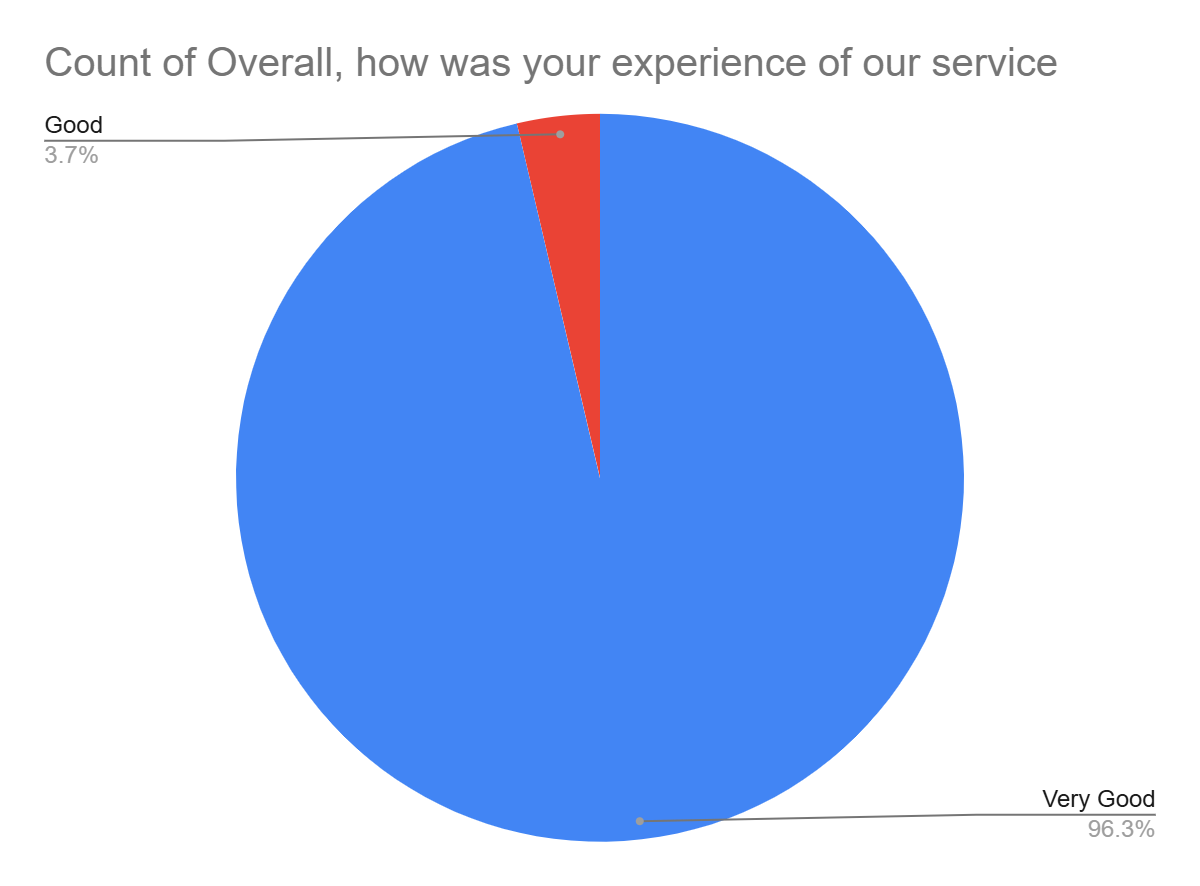 Count of Overall, how was your experience of our service
Good
3.7%
Very Good
96.3%